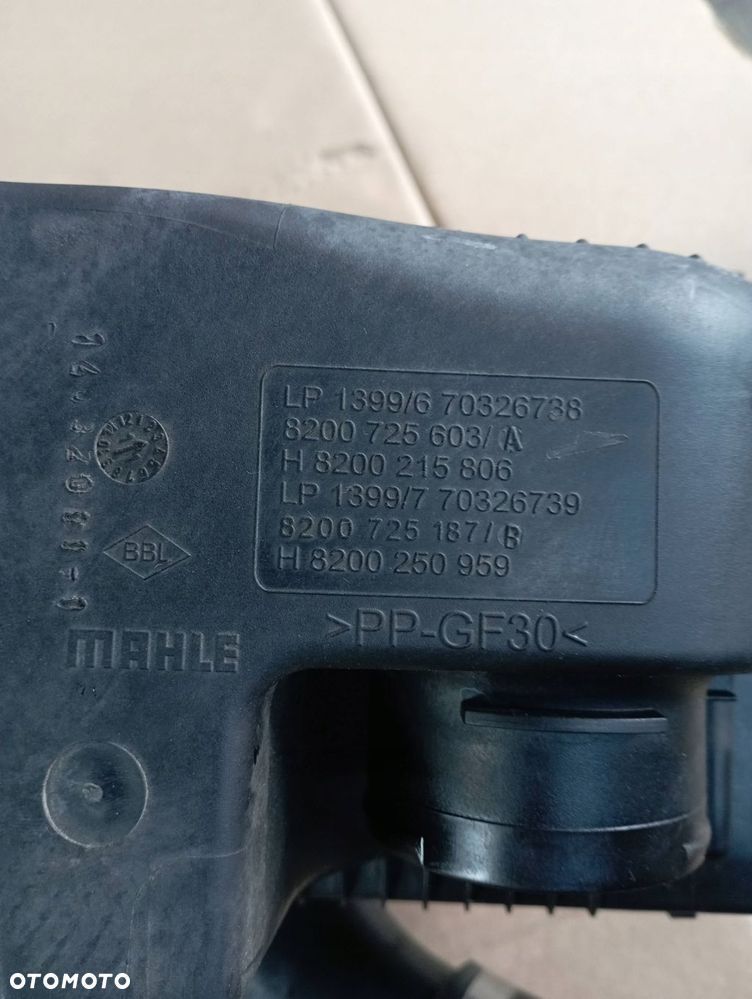 LP 1399/6 70326738
8200 725 603/A
H 8200 215 806
LP 1399/7 70326739
8200 725 187/B
H 8200 250 959
>PP-GF30<
BBL
MAHLE
OTOMOTO